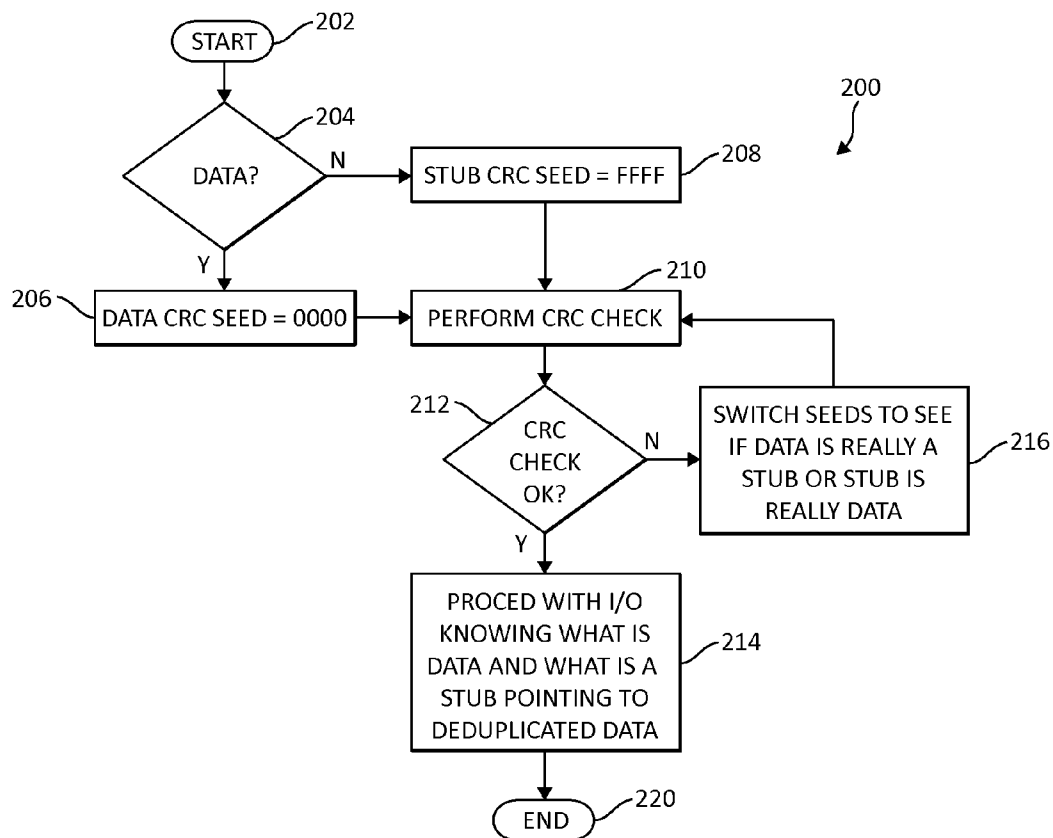 START
202
204
200
DATA?
N
STUB CRC SEED = FFFF
208
Y
210
206
DATA CRC SEED = 0000
PERFORM CRC CHECK
212
CRC
CHECK
OK?
N
SWITCH SEEDS TO SEE
IF DATA IS REALLY A
STUB OR STUB IS
REALLY DATA
216
Y
PROCED WITH I/O
KNOWING WHAT IS
DATA AND WHAT IS A
STUB POINTING TO
DEDUPLICATED DATA
214
END
220